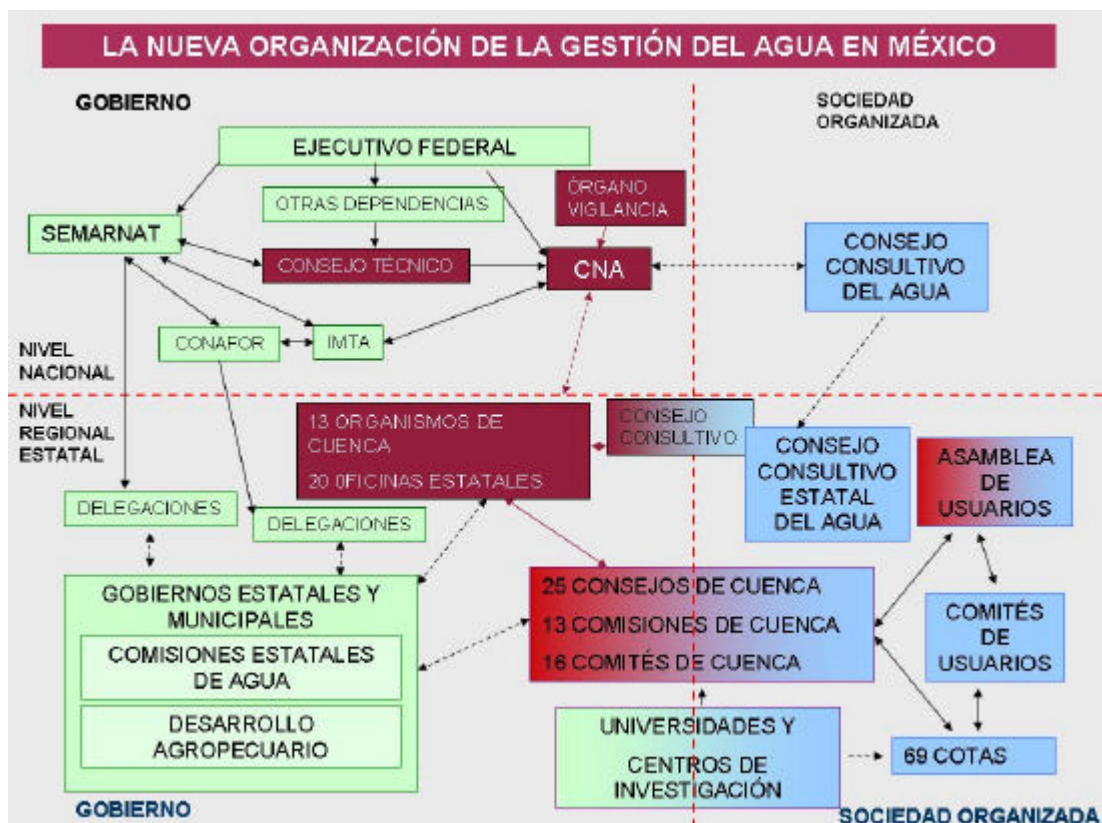 LA NUEVA ORGANIZACIÓN DE LA GESTIÓN DEL AGUA EN MÉXICO
GOBIERNO
SOCIEDAD
ORGANIZADA
EJECUTIVO FEDERAL
OTRAS DEPENDENCIAS
ÓRGANO
VIGILANCIA
SEMARNAT
CONSEJO TÉCNICO
CNA
CONSEJO
CONSULTIVO
DEL AGUA
CONAFOR
IMTA
NIVEL
NACIONAL
NIVEL
REGIONAL
ESTATAL
13 ORGANISMOS DE
CUENCA
20 0FICINAS ESTATALES
CONSEJO
CONSULTIVO
CONSEJO
CONSULTIVO
ESTATAL
DEL AGUA
ASAMBLEA
DE
USUARIOS
DELEGACIONES
DELEGACIONES
GOBIERNOS ESTATALES Y
MUNICIPALES
COMISIONES ESTATALES
DE AGUA
DESARROLLO
AGROPECUARIO
25 CONSEJOS DE CUENCA
13 COMISIONES DE CUENCA
16 COMITÉS DE CUENCA
COMITÉS
DE
USUARIOS
UNIVERSIDADES Y
CENTROS DE
INVESTIGACIÓN
69 COTAS
GOBIERNO
SOCIEDAD ORGANIZADA